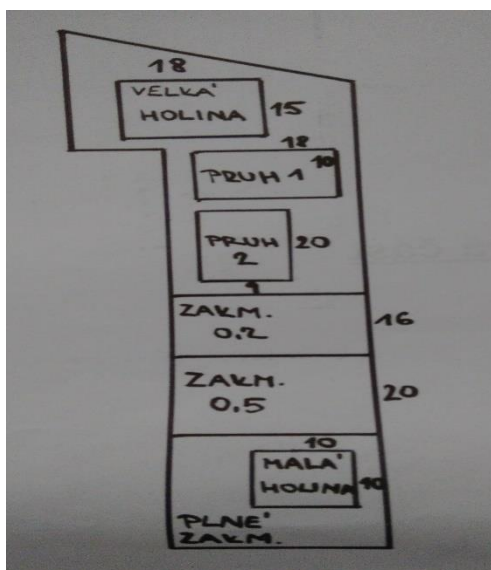 18
VELKÁ
HOLINA 15
18
PRUH 1 10
PRUH 20
2
9
ZAKM. 16
0.2
ZAKM. 20
0.5
10
MALÁ
HOLINA 10
PLNÉ
ZAKM.